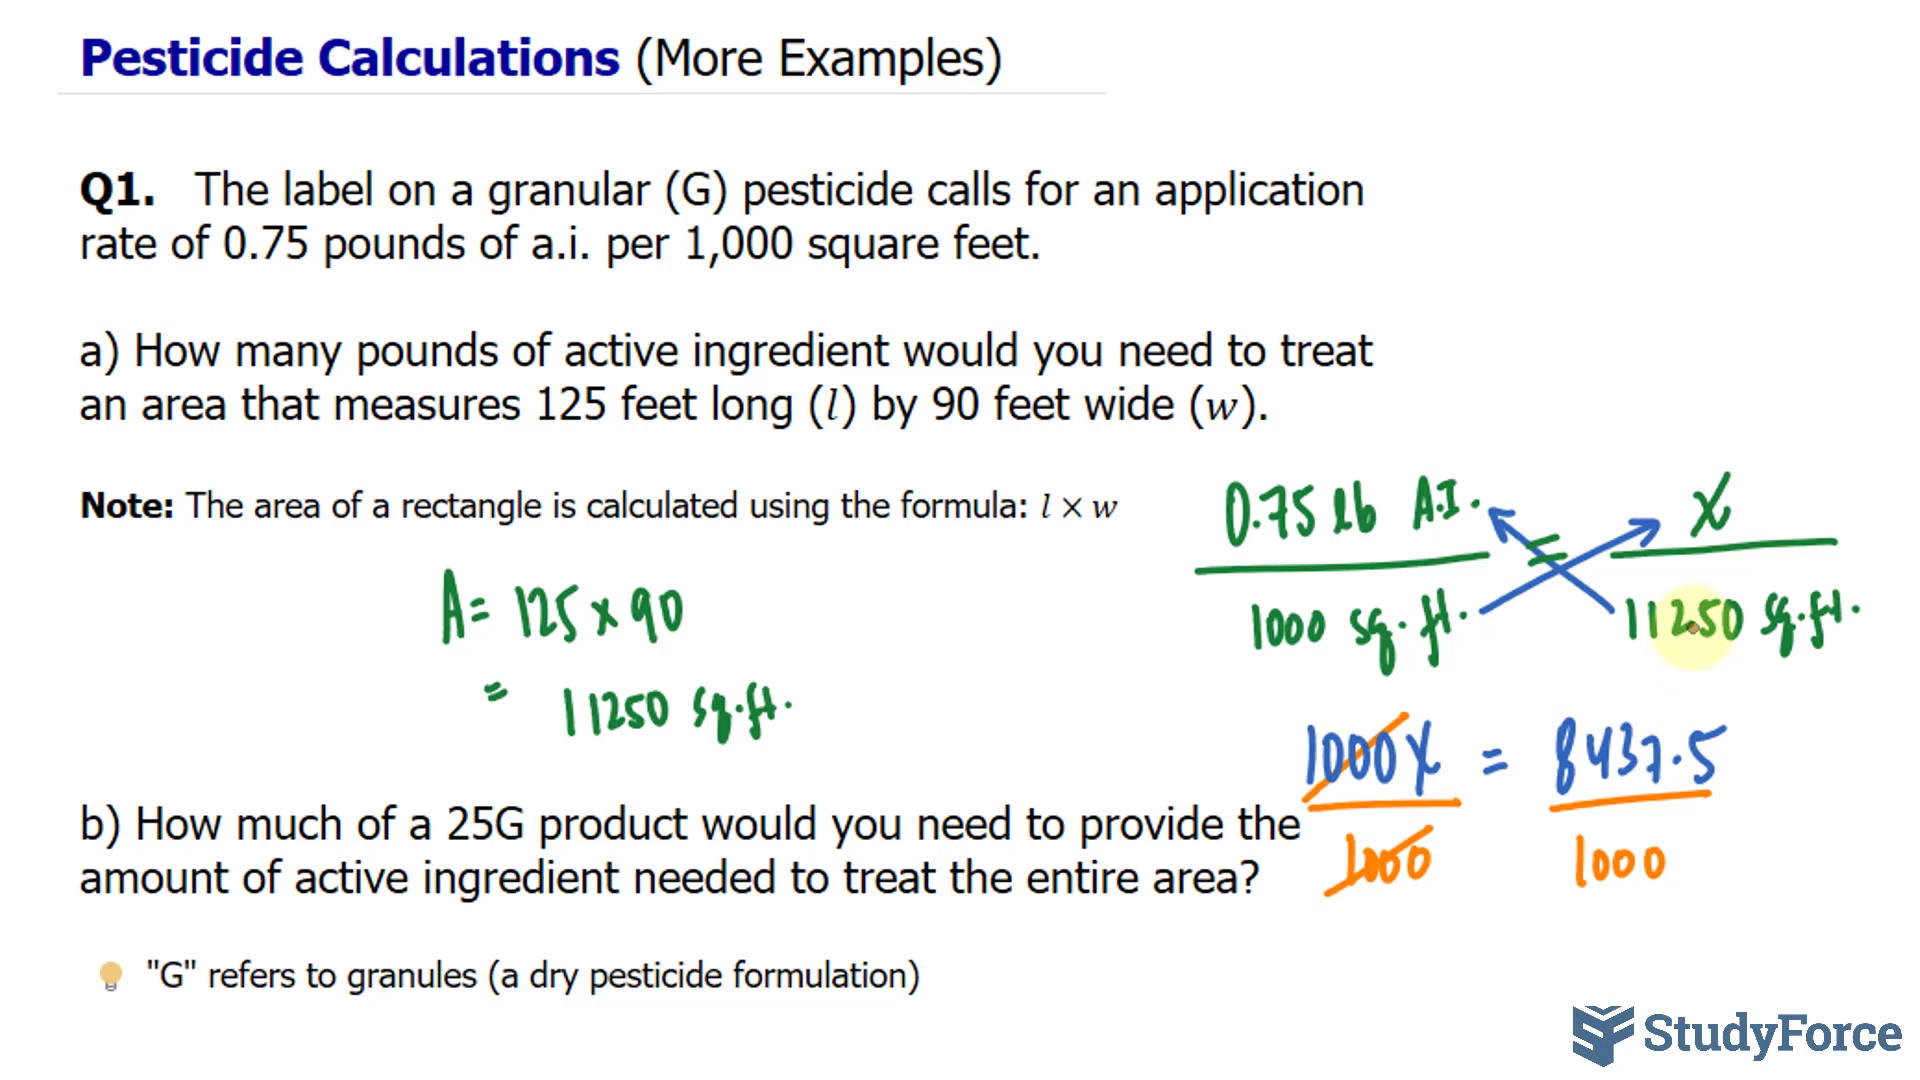 Pesticide Calculations (More Examples)
Q1. The label on a granular (G) pesticide calls for an application
rate of 0.75 pounds of a.i. per 1,000 square feet.
a) How many pounds of active ingredient would you need to treat
an area that measures 125 feet long (l) by 90 feet wide (w).
Note: The area of a rectangle is calculated using the formula: l × w
A = 125 × 90
= 11250 sq.ft.
0.75 lb A.I. = x
1000 sq. ft. 11250 sq.ft.
1000x = 8437.5
1000 1000
b) How much of a 25G product would you need to provide the
amount of active ingredient needed to treat the entire area?
"G" refers to granules (a dry pesticide formulation)
StudyForce